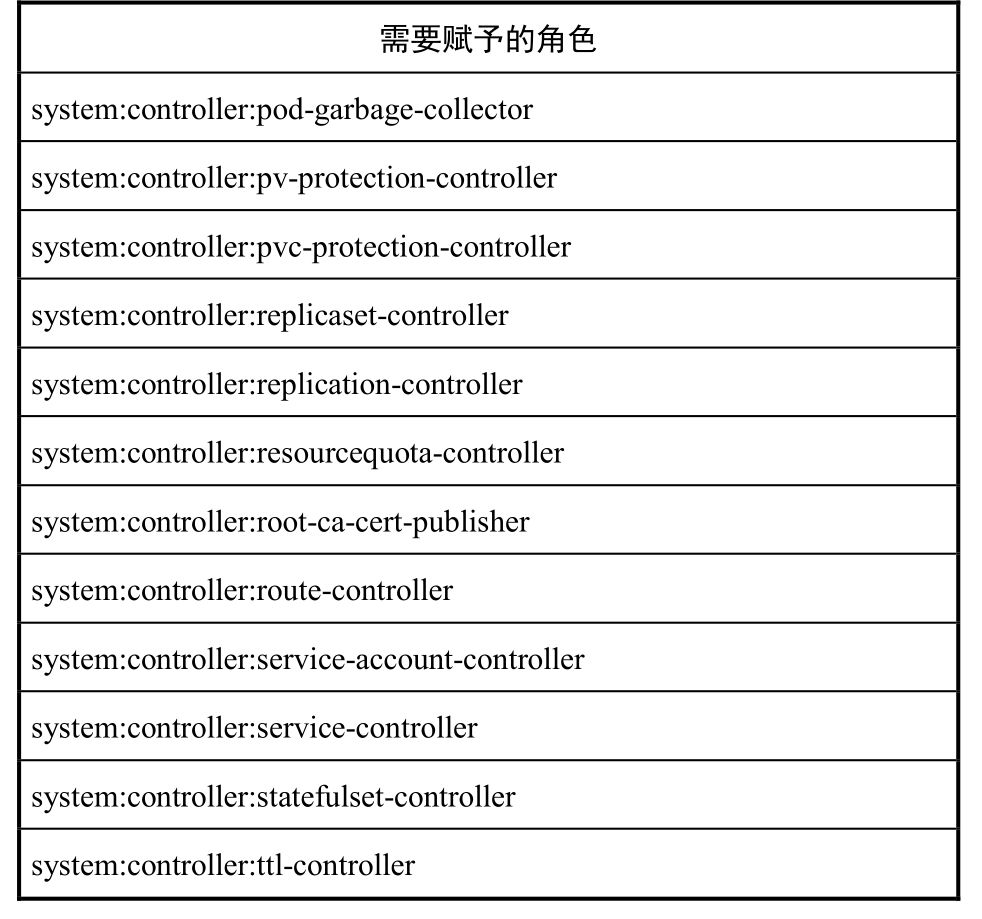 需要赋予的角色
system:controller:pod-garbage-collector
system:controller:pv-protection-controller
system:controller:pvc-protection-controller
system:controller:replicaset-controller
system:controller:replication-controller
system:controller:resourcequota-controller
system:controller:root-ca-cert-publisher
system:controller:route-controller
system:controller:service-account-controller
system:controller:service-controller
system:controller:statefulset-controller
system:controller:ttl-controller